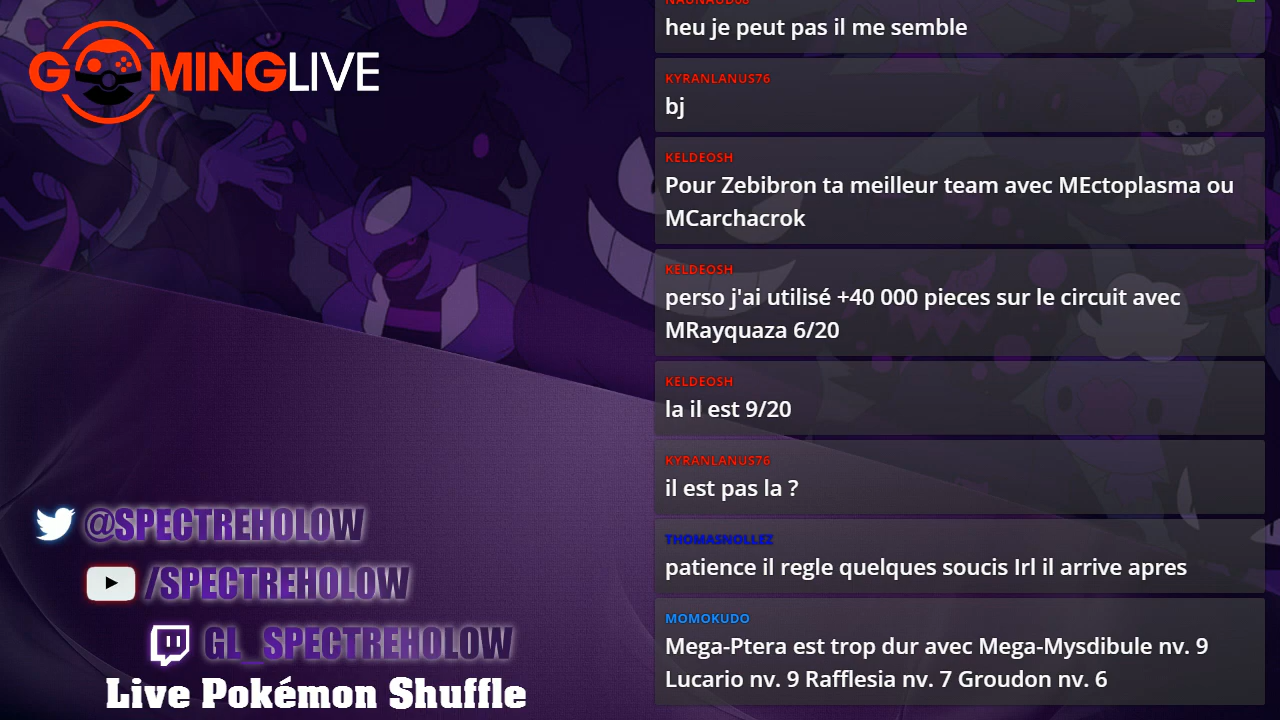 GOMINGLIVE
@SPECTREHOLOW
/SPECTREHOLOW
GL_SPECTREHOLOW
Live Pokémon Shuffle
NAUNAUD68
heu je peut pas il me semble
KYRANLANUS76
bj
KELDEOSH
Pour Zebibron ta meilleur team avec MEctoplasma ou
MCarchacrok
KELDEOSH
perso j'ai utilisé +40 000 pieces sur le circuit avec
MRayquaza 6/20
KELDEOSH
la il est 9/20
KYRANLANUS76
il est pas la ?
THOMASNOLLEZ
patience il regle quelques soucis Irl il arrive apres
MOMOKUDO
Mega-Ptera est trop dur avec Mega-Mysdibule nv. 9
Lucario nv. 9 Rafflesia nv. 7 Groudon nv. 6